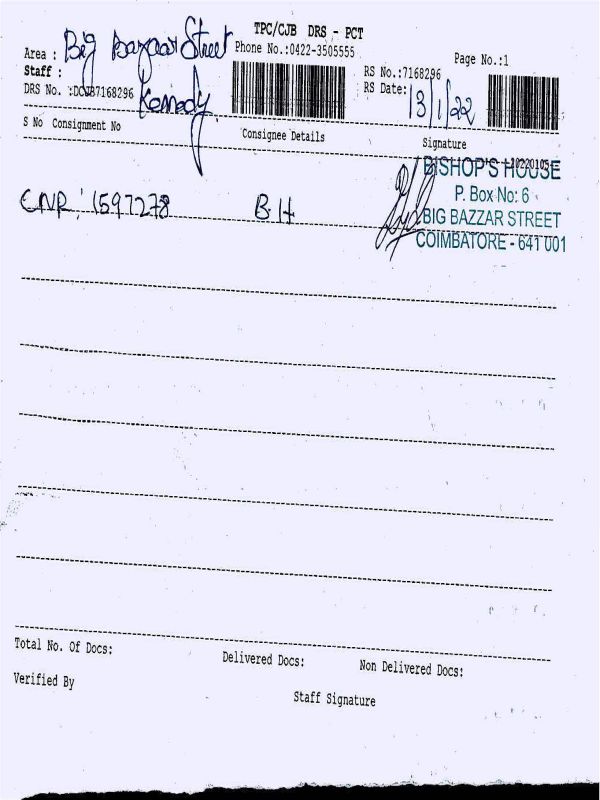 TPC/CJB DRS - PCT
Area : Big Bazaar Street Phone No.:0422-3505555 Page No.:1
Staff : Kennedy RS No.:7168296
DRS No. :DCJB7168296 RS Date: 13/1/22
S No Consignment No Consignee Details Signature
20220105
CNR 1597278 BH
BISHOP'S HOUSE
P. Box No: 6
BIG BAZZAR STREET
COIMBATORE - 641 001
Total No. Of Docs: Delivered Docs: Non Delivered Docs:
Verified By Staff Signature